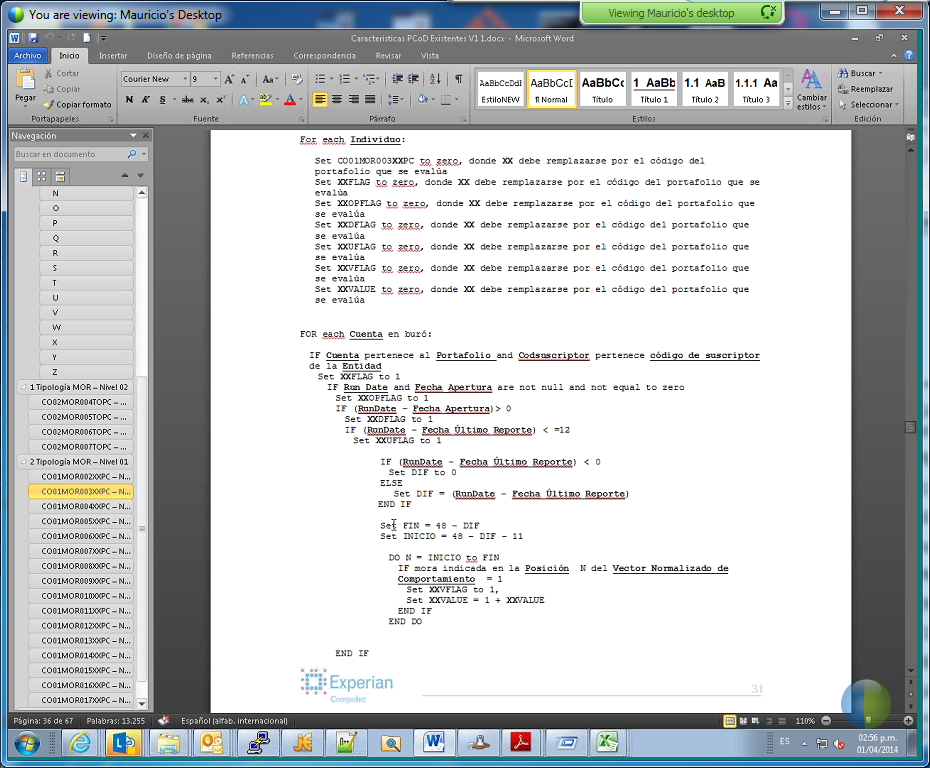 You are viewing: Mauricio's Desktop
Viewing Mauricio's desktop
Caracteristicas PCoD Existentes V1 1.docx - Microsoft Word
Archivo Inicio Insertar Diseño de página Referencias Correspondencia Revisar Vista
Pegar
Cortar
Copiar
Copiar formato
Portapapeles
Courier New 9
Fuente
Párrafo
AaBbCcDdI AaBbCcD AaBbCc 1 AaBb 1.1 AaB 1.1.1 Aa
EstiloNEW ¶ Normal Título Título 1 Título 2 Título 3
Cambiar estilos
Estilos
Buscar
Reemplazar
Seleccionar
Edición
Navegación
Buscar en documento
N
O
P
Q
R
S
T
U
V
W
X
Y
Z
1 Tipología MOR – Nivel 02
CO02MOR004TOPC – ...
CO02MOR005TOPC – ...
CO02MOR006TOPC – ...
CO02MOR007TOPC – ...
2 Tipología MOR – Nivel 01
CO01MOR002XXPC – N...
CO01MOR003XXPC – N...
CO01MOR004XXPC – N...
CO01MOR005XXPC – N...
CO01MOR006XXPC – N...
CO01MOR007XXPC – N...
CO01MOR008XXPC – N...
CO01MOR009XXPC – N...
CO01MOR010XXPC – N...
CO01MOR011XXPC – N...
CO01MOR012XXPC – N...
CO01MOR013XXPC – N...
CO01MOR014XXPC – N...
CO01MOR015XXPC – N...
CO01MOR016XXPC – N...
CO01MOR017XXPC – N...
For each Individuo:
Set CO01MOR003XXPC to zero, donde XX debe remplazarse por el código del
portafolio que se evalúa
Set XXFLAG to zero, donde XX debe remplazarse por el código del portafolio que se
evalúa
Set XXOPFLAG to zero, donde XX debe remplazarse por el código del portafolio que
se evalúa
Set XXDFLAG to zero, donde XX debe remplazarse por el código del portafolio que
se evalúa
Set XXUFLAG to zero, donde XX debe remplazarse por el código del portafolio que
se evalúa
Set XXVFLAG to zero, donde XX debe remplazarse por el código del portafolio que
se evalúa
Set XXVALUE to zero, donde XX debe remplazarse por el código del portafolio que
se evalúa
FOR each Cuenta en buró:
IF Cuenta pertenece al Portafolio and Codsuscriptor pertenece código de suscriptor
de la Entidad
Set XXFLAG to 1
IF Run Date and Fecha Apertura are not null and not equal to zero
Set XXOPFLAG to 1
IF (RunDate – Fecha Apertura)> 0
Set XXDFLAG to 1
IF (RunDate – Fecha Último Reporte) < =12
Set XXUFLAG to 1
IF (RunDate – Fecha Último Reporte) < 0
Set DIF to 0
ELSE
Set DIF = (RunDate – Fecha Último Reporte)
END IF
Set FIN = 48 – DIF
Set INICIO = 48 – DIF - 11
DO N = INICIO to FIN
IF mora indicada en la Posición N del Vector Normalizado de
Comportamiento = 1
Set XXVFLAG to 1,
Set XXVALUE = 1 + XXVALUE
END IF
END DO
END IF
Experian
Computec
31
Página: 36 de 67 Palabras: 13.255 Español (alfab. internacional) 110%
ES
02:56 p.m.
01/04/2014